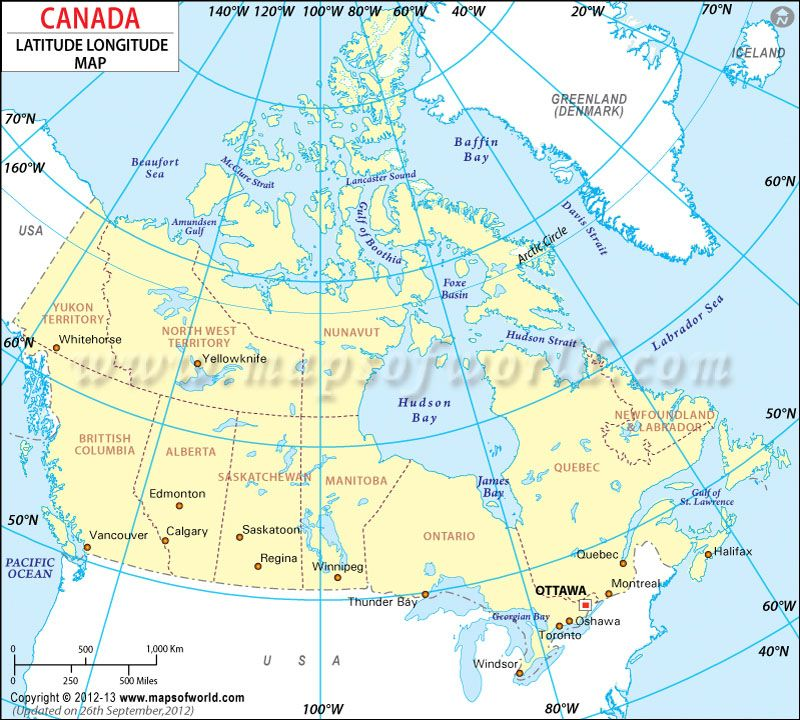 CANADA
LATITUDE LONGITUDE
MAP
140°W
120°W
100°W
80°W
60°W
40°W
20°W
70°N
N
ICELAND
GREENLAND
(DENMARK)
70°N
160°W
Beaufort
Sea
McClure Strait
Lancaster Sound
Baffin
Bay
60°N
USA
Amundsen
Gulf
Gulf of Boothia
Davis Strait
Arctic Circle
Foxe
Basin
YUKON
TERRITORY
Whitehorse
NORTH WEST
TERRITORY
Yellowknife
NUNAVUT
Hudson Strait
Labrador Sea
60°N
www.mapsofworld.com
Hudson
Bay
NEWFOUNDLAND
& LABRADOR
50°N
BRITTISH
COLUMBIA
ALBERTA
SASKATCHEWAN
MANITOBA
James
Bay
QUEBEC
Gulf of
St. Lawrence
Edmonton
50°N
Vancouver
Calgary
Saskatoon
ONTARIO
Regina
Winnipeg
Quebec
Halifax
PACIFIC
OCEAN
Thunder Bay
OTTAWA
Montreal
Georgian Bay
Oshawa
Toronto
60°W
40°N
Windsor
0
500
1,000 Km
0
250
500 Miles
U S A
Copyright © 2012-13 www.mapsofworld.com
(Updated on 26th September,2012)
100°W
80°W